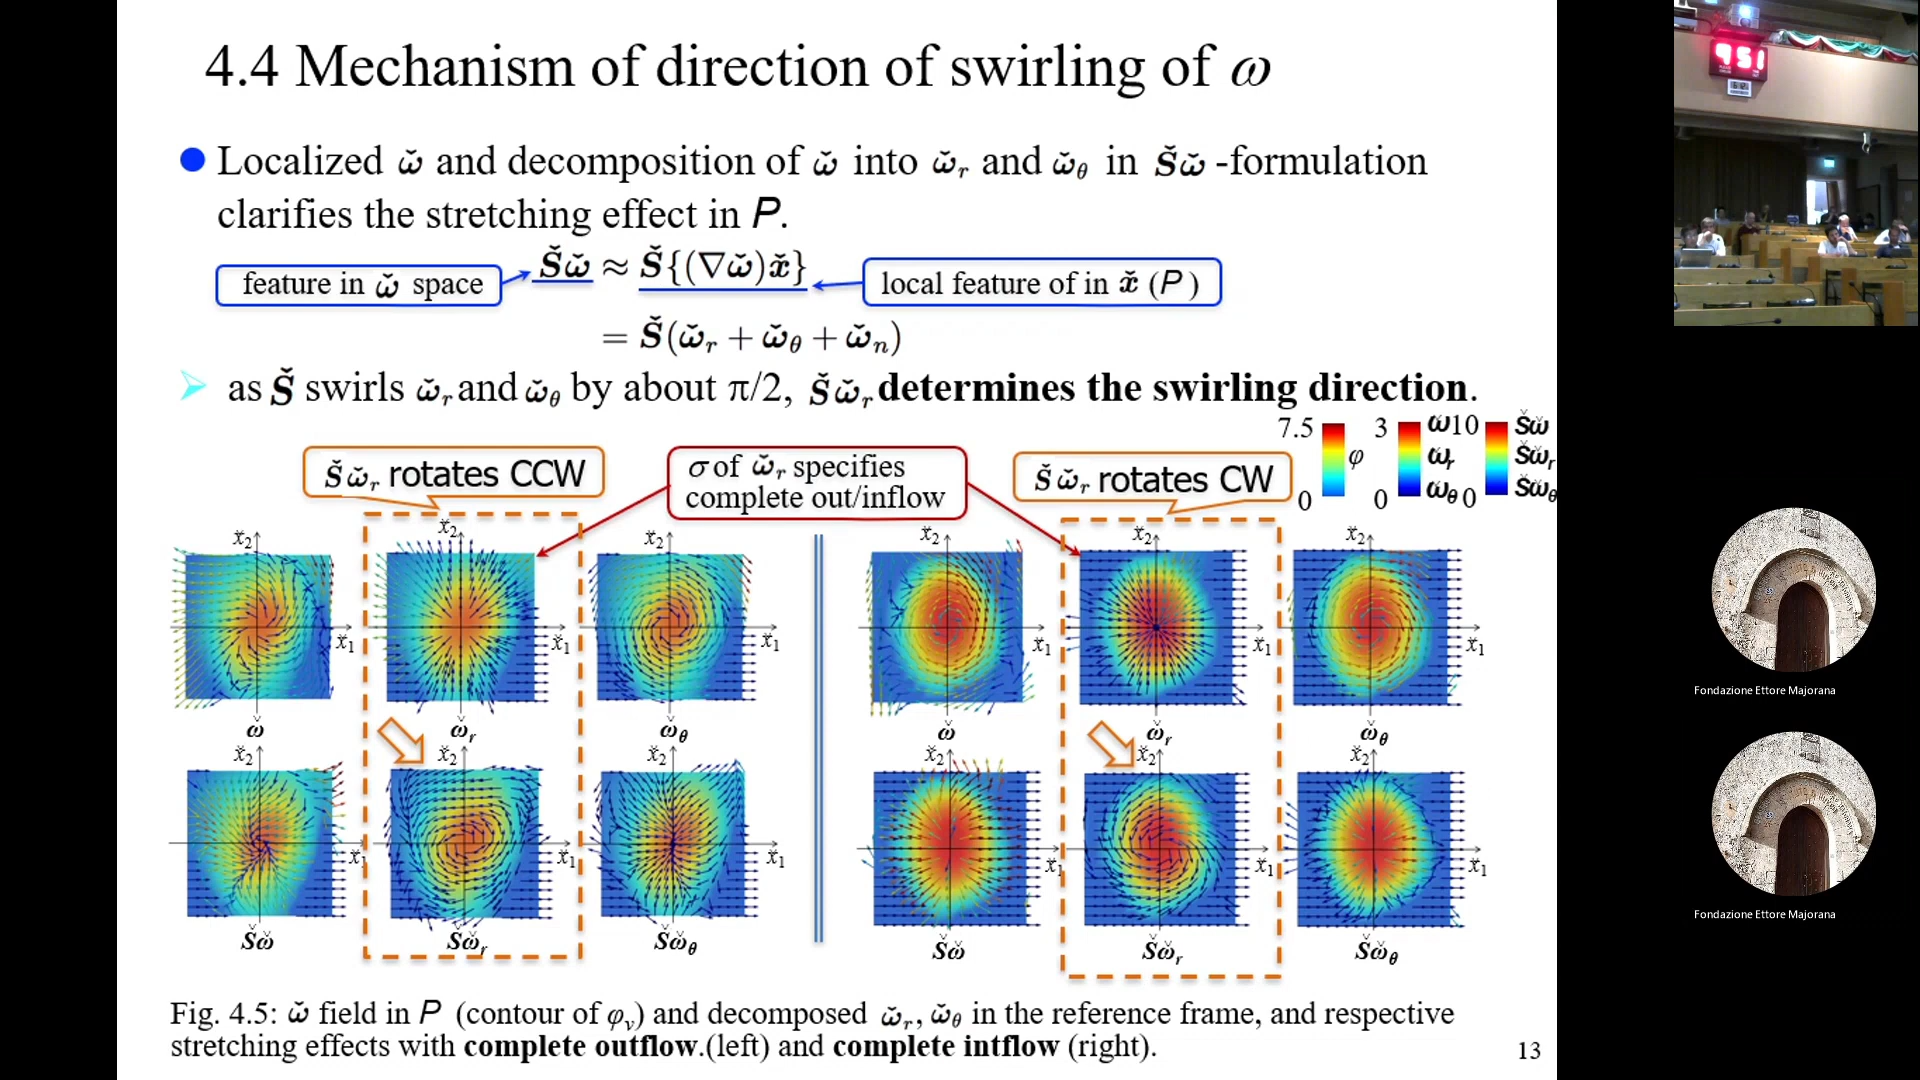 4.4 Mechanism of direction of swirling of ω
Localized ω̌ and decomposition of ω̌ into ω̌ᵣ and ω̌_θ in Šω̌ -formulation
clarifies the stretching effect in P.
feature in ω̌ space
Šω̌ ≈ Š{(∇ω̌)x̌}
local feature of in x̌ (P)
= Š(ω̌ᵣ + ω̌_θ + ω̌ₙ)
as Š swirls ω̌ᵣ and ω̌_θ by about π/2, Šω̌ᵣ determines the swirling direction.
7.5 φ 0
3 ω̌ ω̌ᵣ ω̌_θ 0
10 Šω̌ Šω̌ᵣ Šω̌_θ 0
Šω̌ᵣ rotates CCW
σ of ω̌ᵣ specifies
complete out/inflow
Šω̌ᵣ rotates CW
x̌₂ x̌₂ x̌₂ x̌₂ x̌₂ x̌₂
x̌₁ x̌₁ x̌₁ x̌₁ x̌₁ x̌₁
ω̌ ω̌ᵣ ω̌_θ ω̌ ω̌ᵣ ω̌_θ
x̌₂ x̌₂ x̌₂ x̌₂ x̌₂ x̌₂
x̌₁ x̌₁ x̌₁ x̌₁ x̌₁ x̌₁
Šω̌ Šω̌ᵣ Šω̌_θ Šω̌ Šω̌ᵣ Šω̌_θ
Fig. 4.5: ω̌ field in P (contour of φᵥ) and decomposed ω̌ᵣ, ω̌_θ in the reference frame, and respective
stretching effects with complete outflow.(left) and complete intflow (right).
13
9 51
Fondazione Ettore Majorana
Fondazione Ettore Majorana